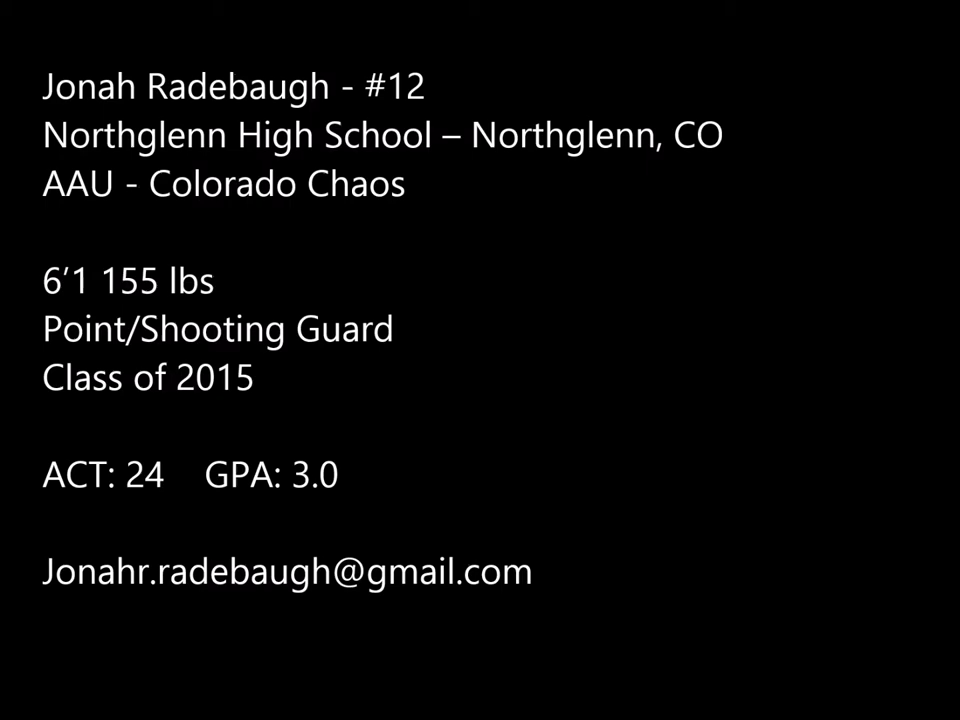 Jonah Radebaugh - #12
Northglenn High School – Northglenn, CO
AAU - Colorado Chaos
6’1 155 lbs
Point/Shooting Guard
Class of 2015
ACT: 24 GPA: 3.0
Jonahr.radebaugh@gmail.com